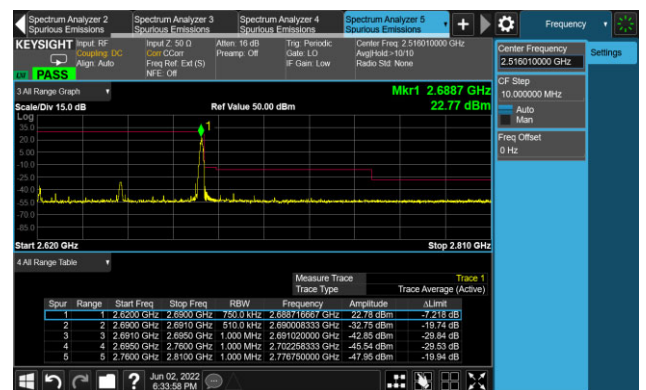 Spectrum Analyzer 2
Spurious Emissions
Spectrum Analyzer 3
Spurious Emissions
Spectrum Analyzer 4
Spurious Emissions
Spectrum Analyzer 5
Spurious Emissions
Frequency
KEYSIGHT
Input: RF
Coupling: DC
Align: Auto
Input Z: 50 Ω
Corr CCorr
Freq Ref: Ext (S)
NFE: Off
Atten: 16 dB
Preamp: Off
Trig: Periodic
Gate: LO
IF Gain: Low
Center Freq: 2.516010000 GHz
Avg|Hold:>10/10
Radio Std: None
PASS
Center Frequency
2.516010000 GHz
Settings
CF Step
10.000000 MHz
Auto
Man
Freq Offset
0 Hz
3 All Range Graph
Mkr1 2.6887 GHz
Scale/Div 15.0 dB
Ref Value 50.00 dBm
22.77 dBm
Log
1
35.0
20.0
5.00
-10.0
-25.0
-40.0
-55.0
-70.0
-85.0
Start 2.620 GHz
Stop 2.810 GHz
4 All Range Table
Measure Trace Trace 1
Trace Type Trace Average (Active)
Spur Range Start Freq Stop Freq RBW Frequency Amplitude ΔLimit
1 1 2.6200 GHz 2.6900 GHz 750.0 kHz 2.688716667 GHz 22.78 dBm -7.218 dB
2 2 2.6900 GHz 2.6910 GHz 510.0 kHz 2.690008333 GHz -32.75 dBm -19.74 dB
3 3 2.6910 GHz 2.6950 GHz 1.000 MHz 2.691020000 GHz -42.85 dBm -29.84 dB
4 4 2.6950 GHz 2.7600 GHz 1.000 MHz 2.702258333 GHz -45.54 dBm -29.53 dB
5 5 2.7600 GHz 2.8100 GHz 1.000 MHz 2.776750000 GHz -47.95 dBm -19.94 dB
Jun 02, 2022
6:33:58 PM